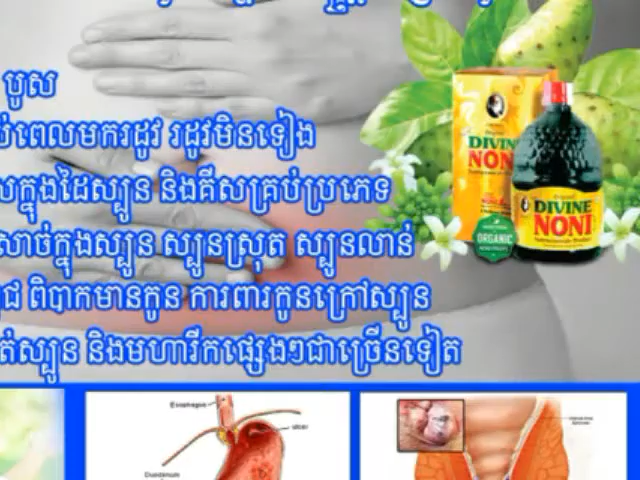 បូស
ពេលមករដូវ រដូវមិនទៀង
ក្នុងដៃស្បូន និងគីសគ្រប់ប្រភេទ
សាច់ក្នុងស្បូន ស្បូនស្រុត ស្បូនលាន់
ពិបាកមានកូន ការពារកូនក្រៅស្បូន
ស្បូន និងមហារីកផ្សេងៗជាច្រើនទៀត
DIVINE
NONI
DIVINE
NONI
ORGANIC
Esophagus
ulcer
Duodenum